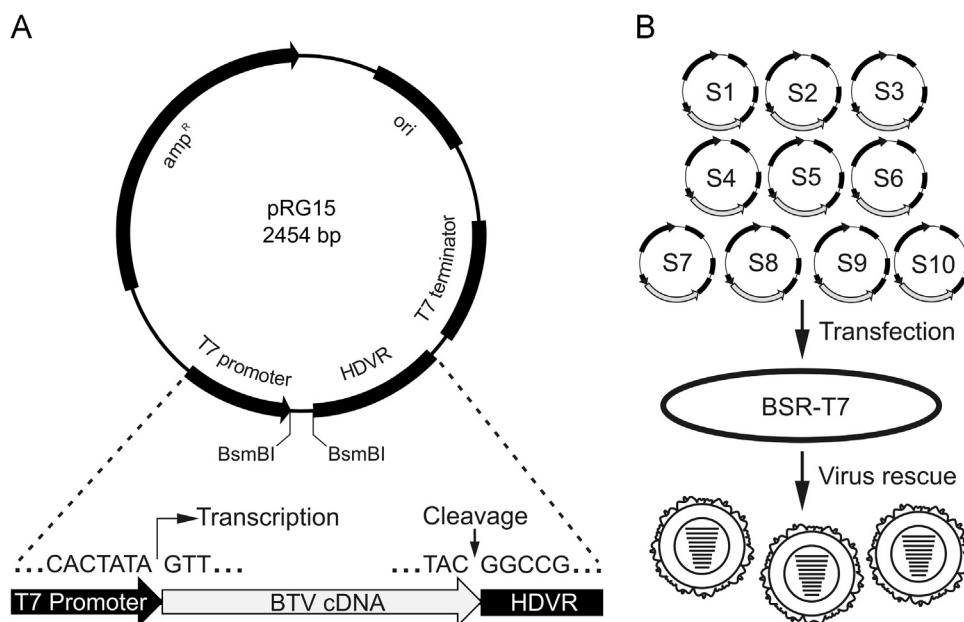 A
amp R
ori
pRG15
2454 bp
T7 terminator
T7 promoter
HDVR
BsmBI
BsmBI
Transcription
Cleavage
...CACTATA GTT...
...TAC GGCCG...
T7 Promoter
BTV cDNA
HDVR
B
S1 S2 S3
S4 S5 S6
S7 S8 S9 S10
Transfection
BSR-T7
Virus rescue